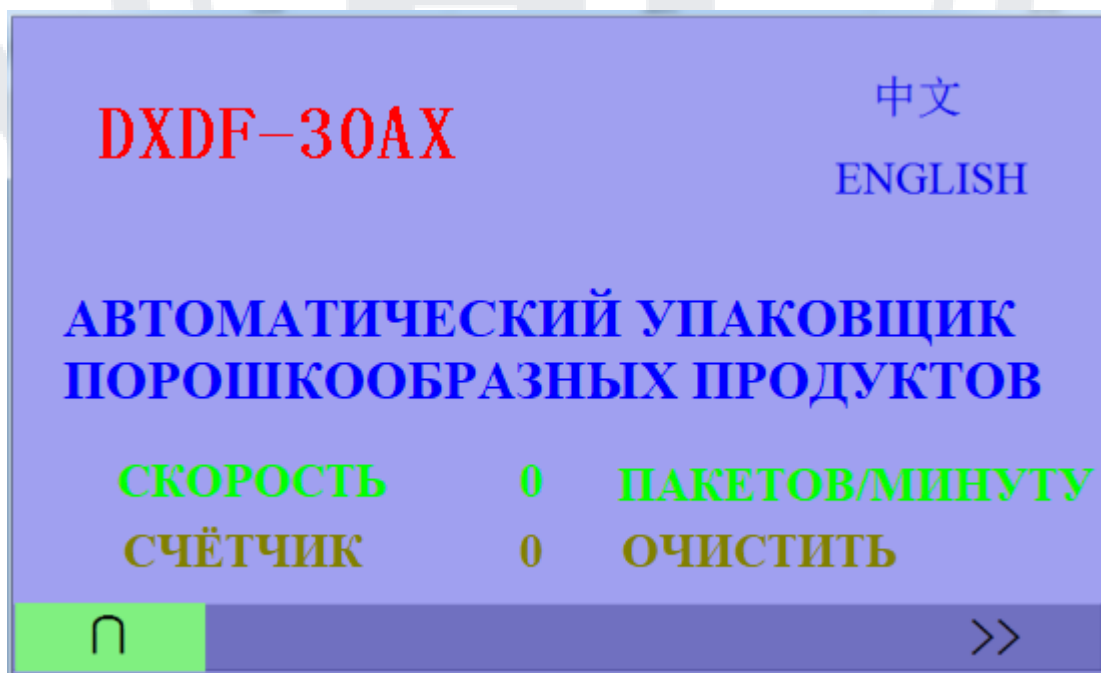 DXDF-30AX
中文
ENGLISH
АВТОМАТИЧЕСКИЙ УПАКОВЩИК
ПОРОШКООБРАЗНЫХ ПРОДУКТОВ
СКОРОСТЬ 0 ПАКЕТОВ/МИНУТУ
СЧЁТЧИК 0 ОЧИСТИТЬ
∩ >>